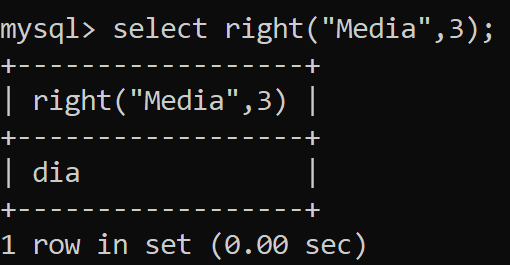 mysql> select right("Media",3);
+------------------+
| right("Media",3) |
+------------------+
| dia              |
+------------------+
1 row in set (0.00 sec)